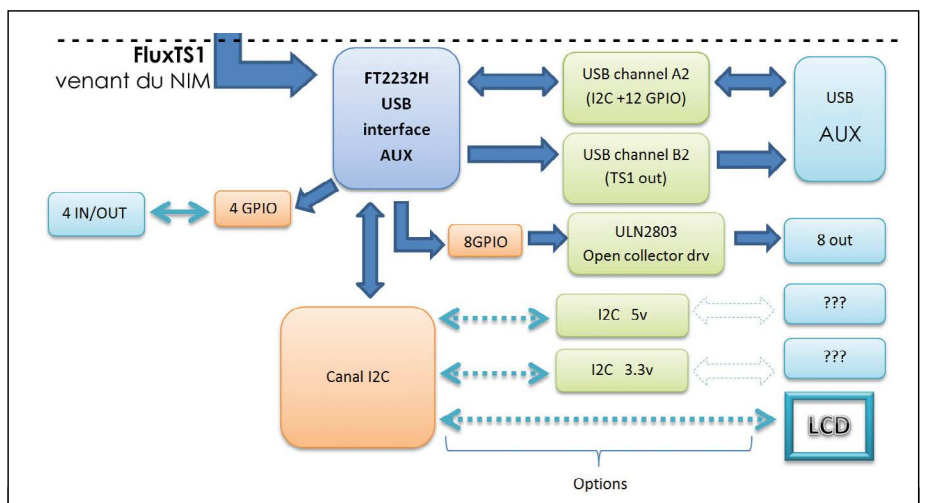 FluxTS1
venant du NIM
FT2232H
USB
interface
AUX
USB channel A2
(I2C +12 GPIO)
USB
AUX
USB channel B2
(TS1 out)
4 IN/OUT
4 GPIO
8GPIO
ULN2803
Open collector drv
8 out
Canal I2C
I2C 5v
???
I2C 3.3v
???
LCD
Options